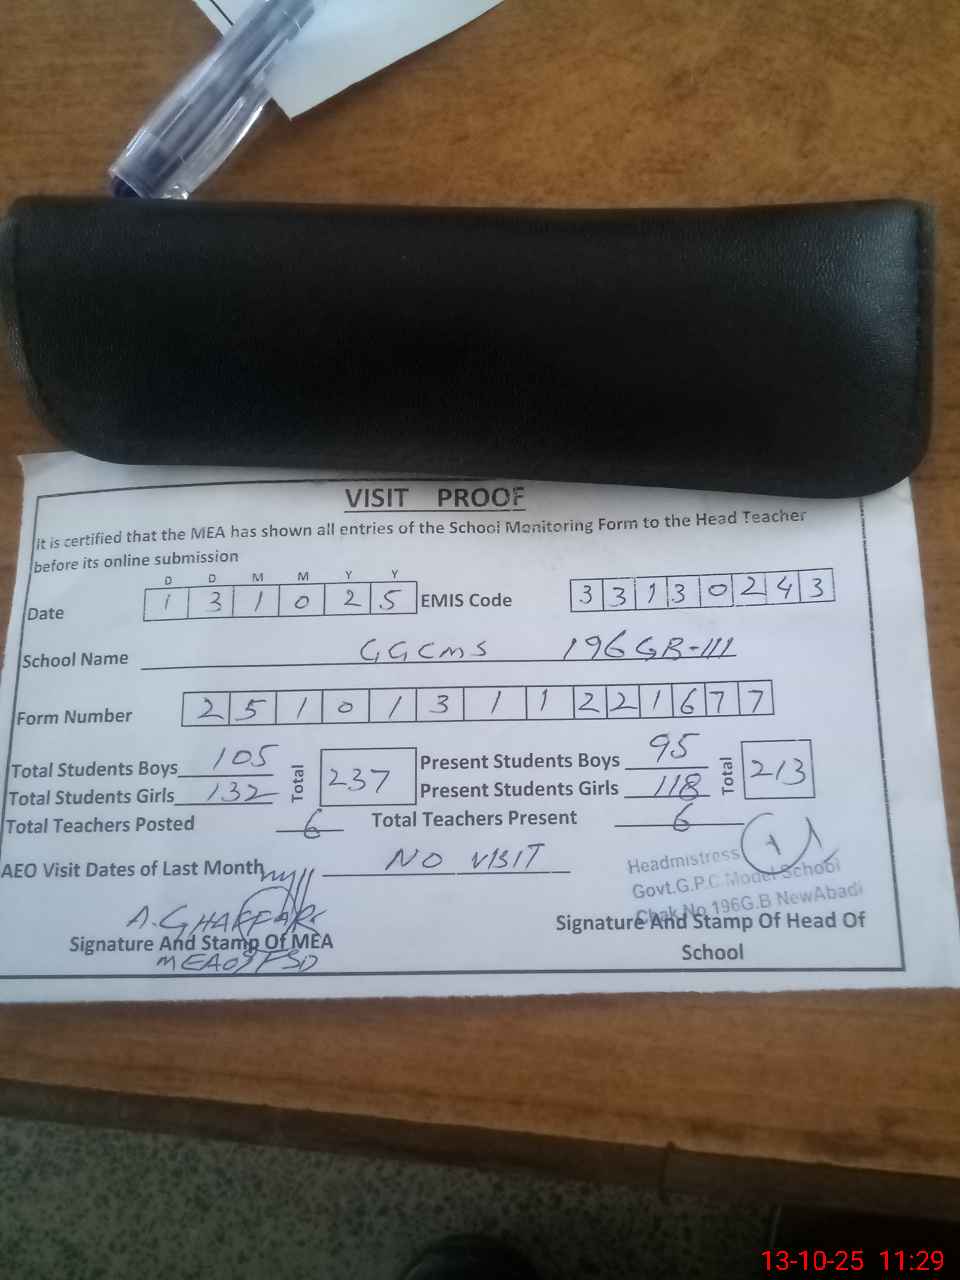 VISIT PROOF
It is certified that the MEA has shown all entries of the School Monitoring Form to the Head Teacher
before its online submission
D D M M Y Y
Date 1 3 1 0 2 5 EMIS Code 3 3 1 3 0 2 4 3
School Name GGCMS 196 GB-III
Form Number 2 5 1 0 1 3 1 1 2 2 1 6 7 7
Total Students Boys 105 Total 237 Present Students Boys 95 Total 213
Total Students Girls 132 Present Students Girls 118
Total Teachers Posted 6 Total Teachers Present 6
AEO Visit Dates of Last Month NO VISIT
Headmistress
Govt.G.P.C.Model School
Chak No 196G.B NewAbadi
A. GHAFFAR
Signature And Stamp Of MEA
Signature And Stamp Of Head Of
School
13-10-25 11:29